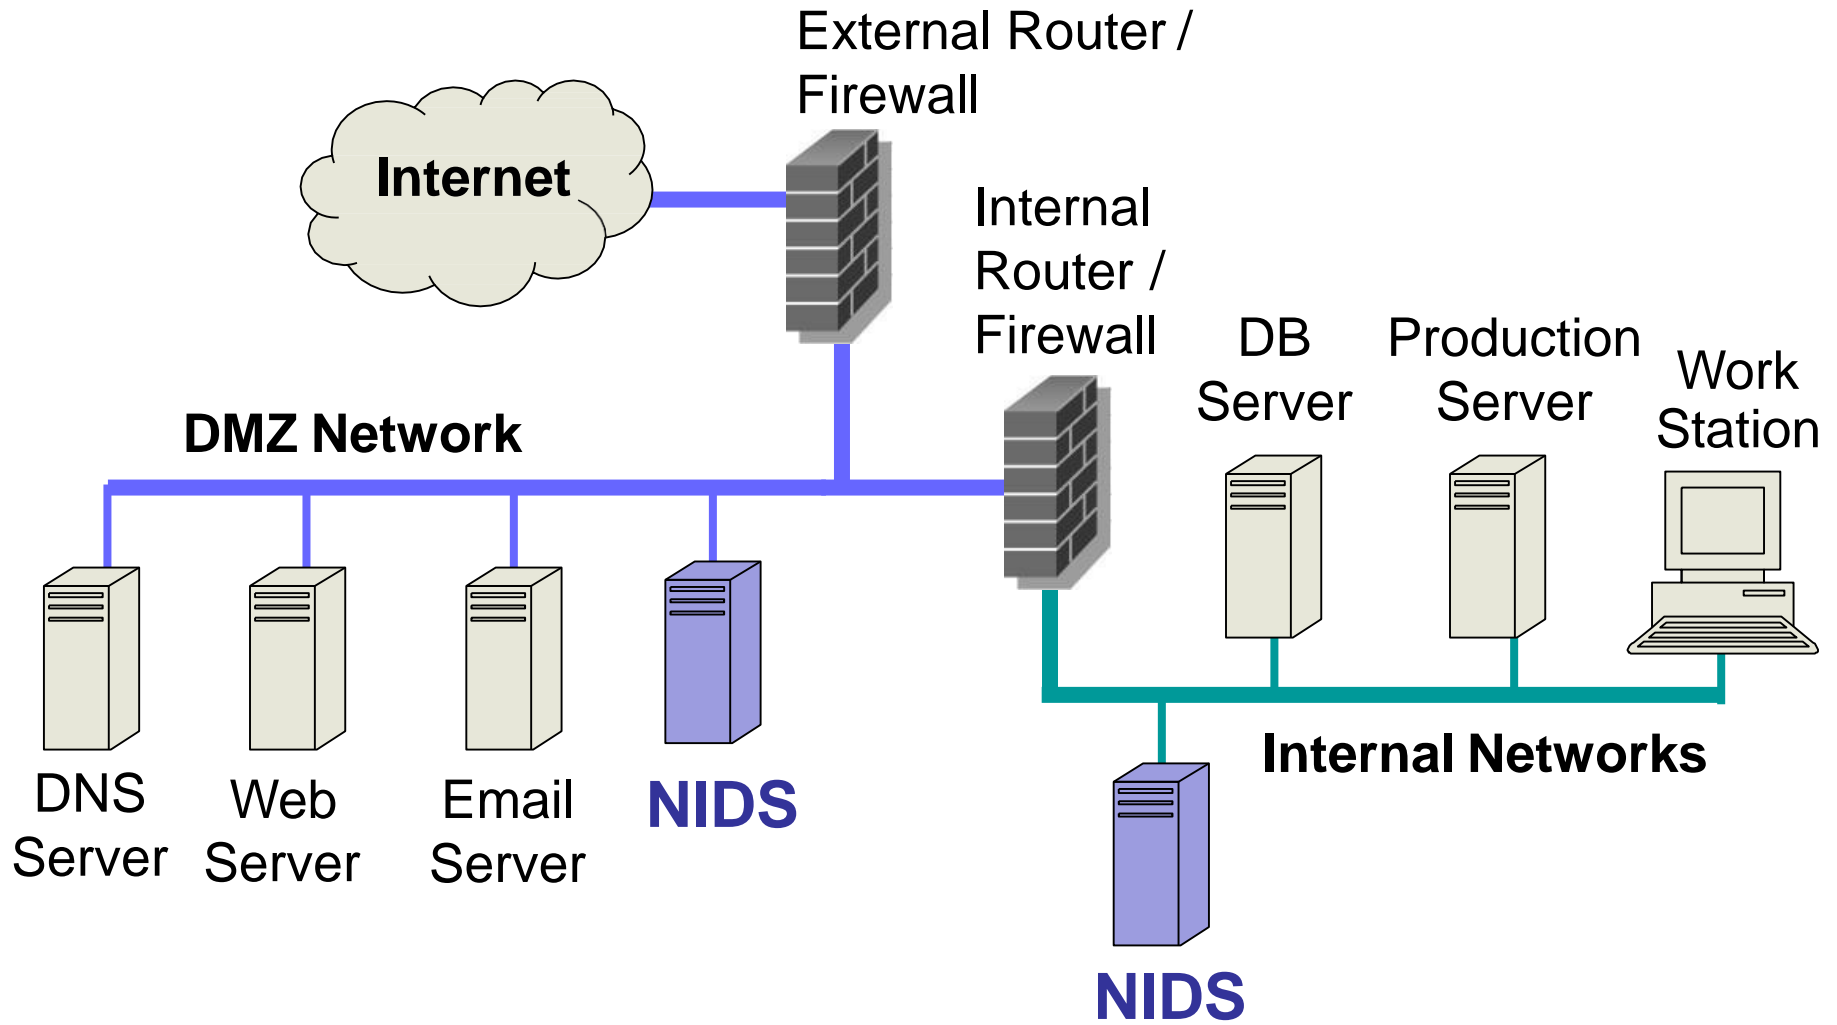 External Router /
Firewall
Internet
Internal
Router /
Firewall
DB
Server
Production
Server
Work
Station
DMZ Network
DNS
Server
Web
Server
Email
Server
NIDS
Internal Networks
NIDS